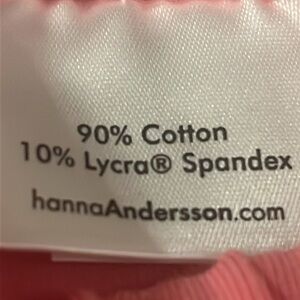 90% Cotton
10% Lycra® Spandex
hannaAndersson.com